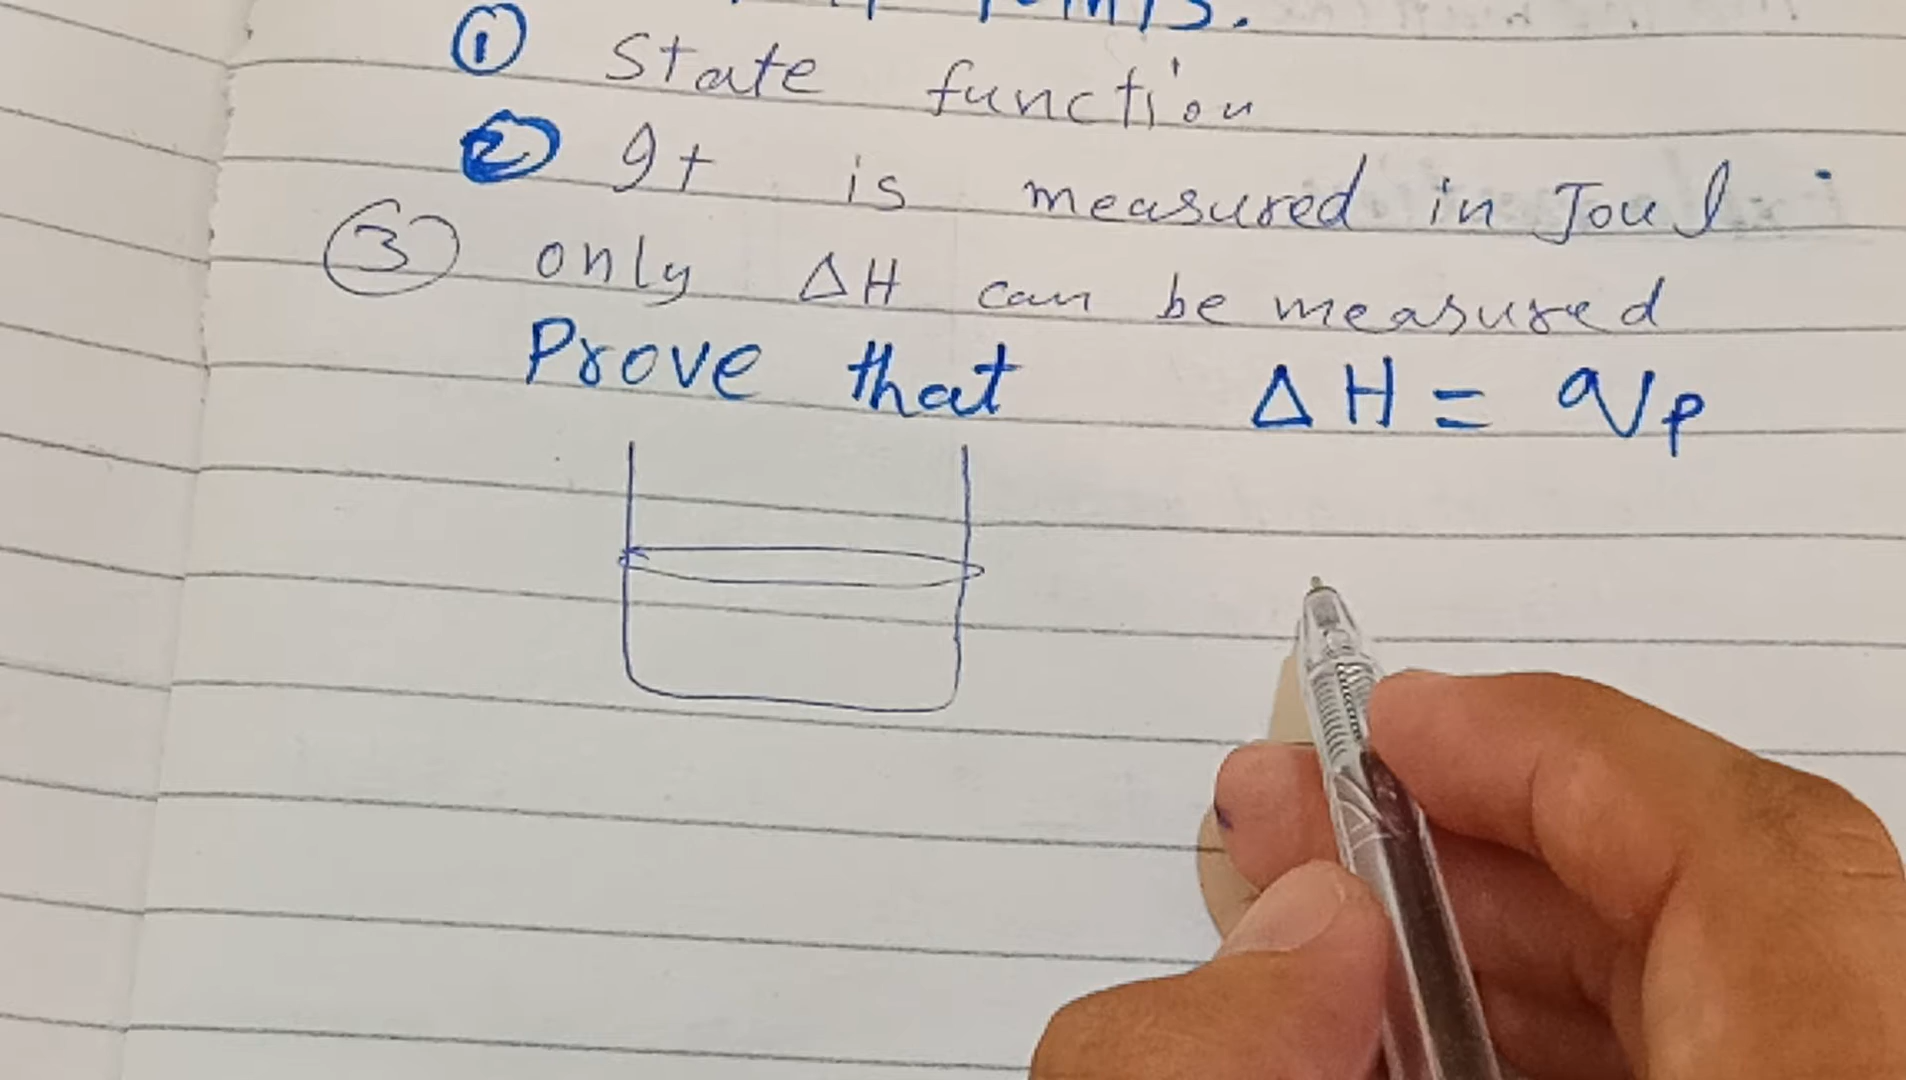 ① State function
② It is measured in Joul
③ only ΔH can be measured
Prove that ΔH = qp